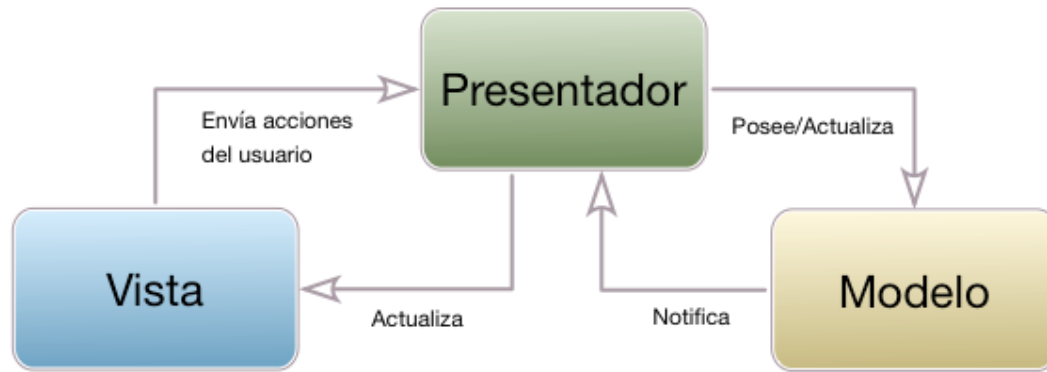 Presentador
Envía acciones
del usuario
Posee/Actualiza
Vista
Actualiza
Notifica
Modelo